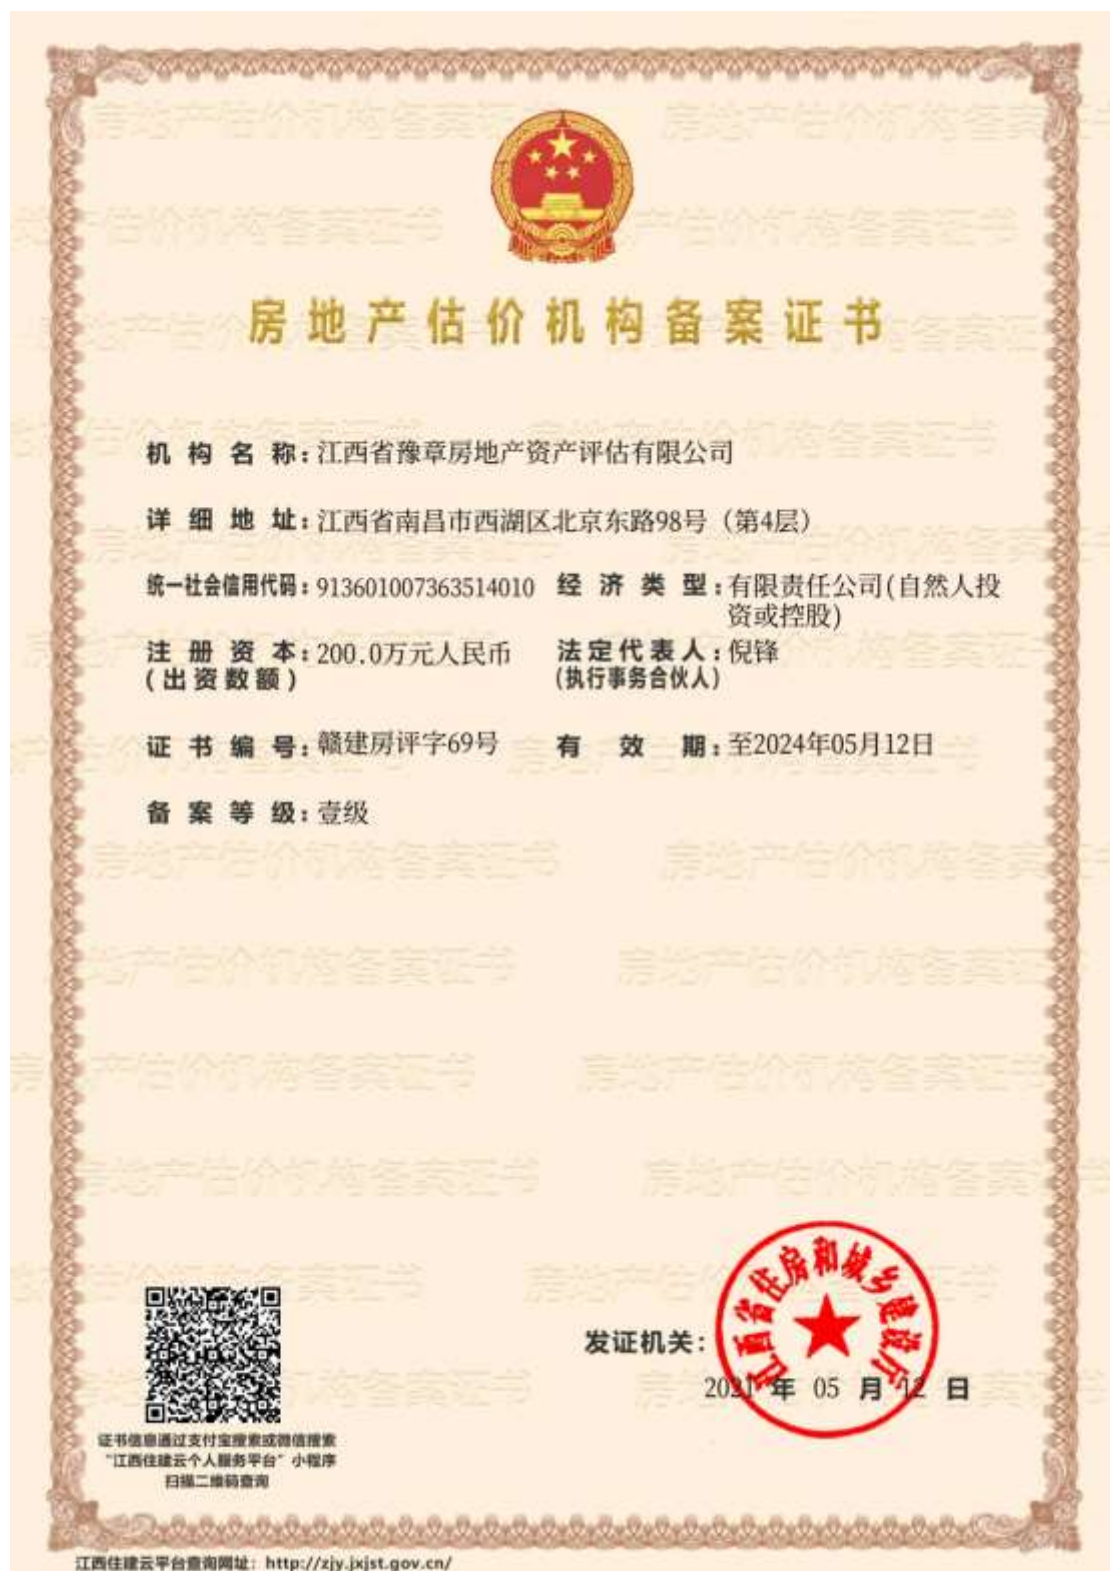 房地产估价机构备案证书
机构名称:江西省豫章房地产资产评估有限公司
详细地址:江西省南昌市西湖区北京东路98号（第4层）
统一社会信用代码:913601007363514010 经济类型:有限责任公司(自然人投
资或控股)
注册资本:200.0万元人民币 法定代表人:倪锋
(出资数额) (执行事务合伙人)
证书编号:赣建房评字69号 有效期:至2024年05月12日
备案等级:壹级
江西省住房和城乡建设厅
发证机关:
2021 年 05 月 12 日
证书信息通过支付宝搜索或微信搜索
“江西住建云个人服务平台”小程序
扫描二维码查询
江西住建云平台查询网址: http://zjy.jxjst.gov.cn/